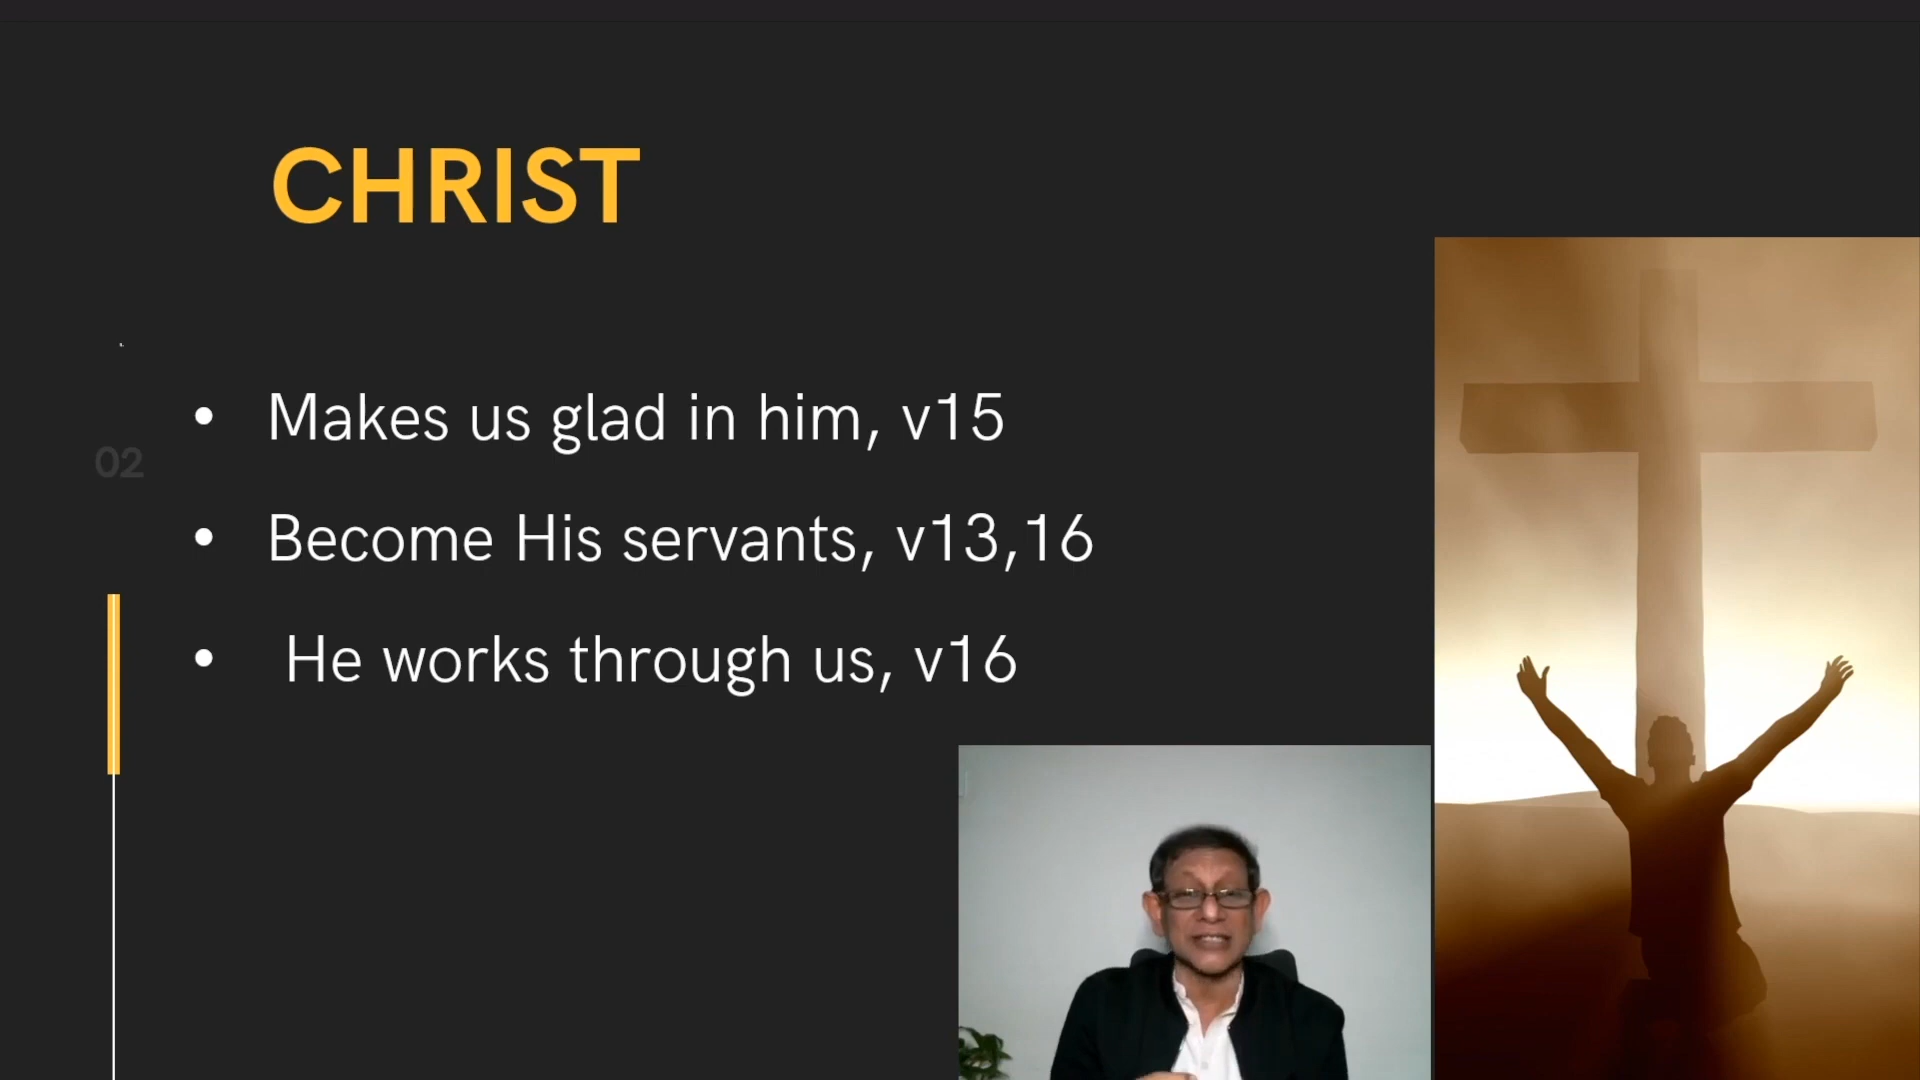 CHRIST
• Makes us glad in him, v15
02
• Become His servants, v13,16
• He works through us, v16